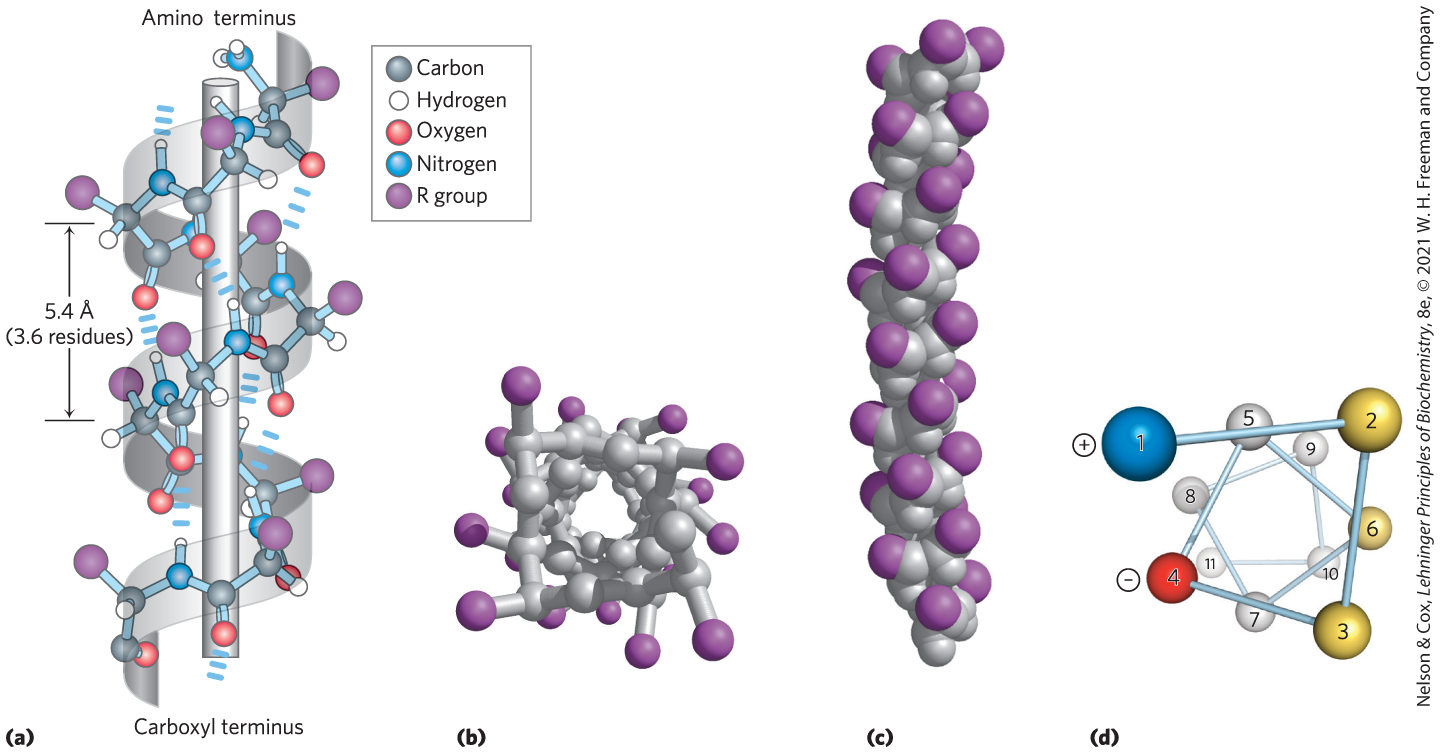 Amino terminus
Carbon
Hydrogen
Oxygen
Nitrogen
R group
5.4 Å
(3.6 residues)
Carboxyl terminus
(a)
(b)
(c)
+
1
5
2
9
8
6
11
10
−
4
7
3
(d)
Nelson & Cox, Lehninger Principles of Biochemistry, 8e, © 2021 W. H. Freeman and Company